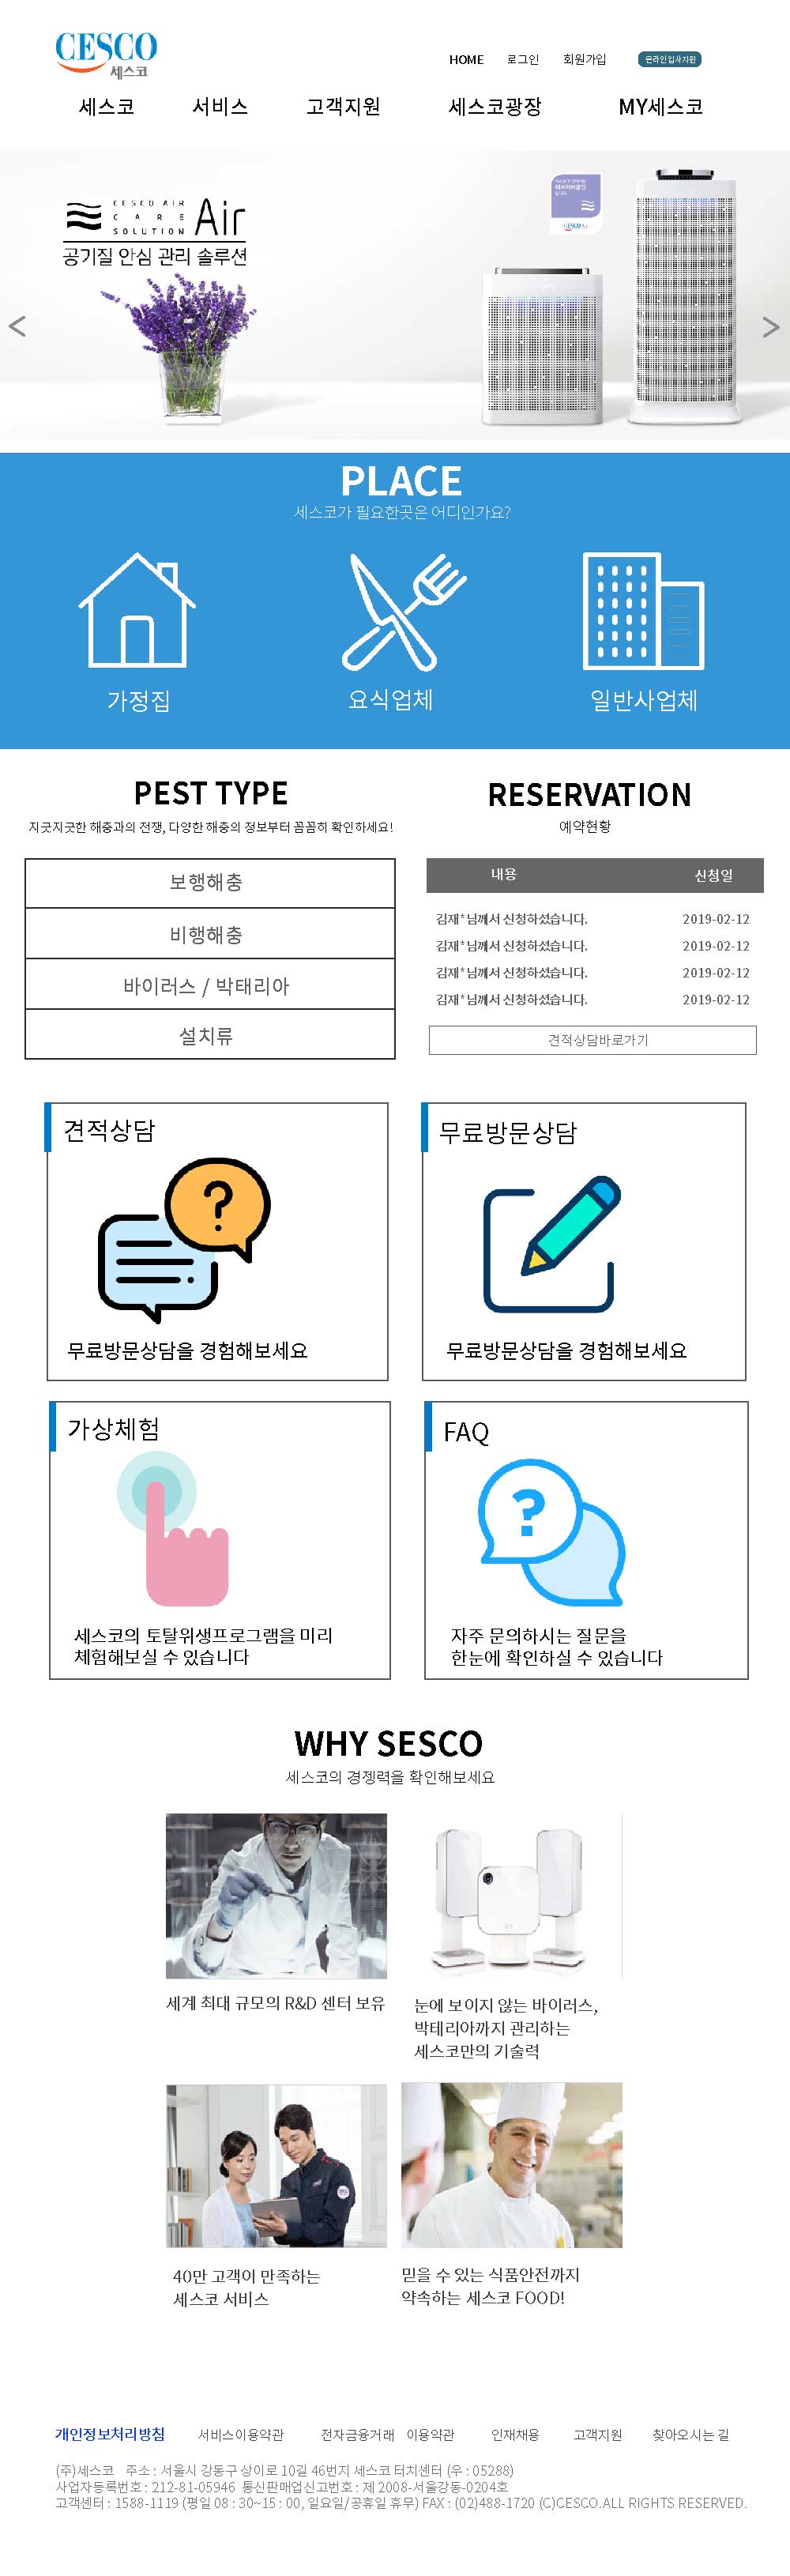 CESCO
세스코
HOME 로그인 회원가입 온라인입사지원
세스코 서비스 고객지원 세스코광장 MY세스코
CESCO AIR
CARE
SOLUTION
Air
공기질 안심 관리 솔루션
CESCO Air
PLACE
세스코가 필요한곳은 어디인가요?
가정집 요식업체 일반사업체
PEST TYPE
지긋지긋한 해충과의 전쟁, 다양한 해충의 정보부터 꼼꼼히 확인하세요!
보행해충
비행해충
바이러스 / 박태리아
설치류
RESERVATION
예약현황
내용 신청일
김재*님께서 신청하셨습니다. 2019-02-12
김재*님께서 신청하셨습니다. 2019-02-12
김재*님께서 신청하셨습니다. 2019-02-12
김재*님께서 신청하셨습니다. 2019-02-12
견적상담바로가기
견적상담
무료방문상담을 경험해보세요
무료방문상담
무료방문상담을 경험해보세요
가상체험
세스코의 토탈위생프로그램을 미리
체험해보실 수 있습니다
FAQ
자주 문의하시는 질문을
한눈에 확인하실 수 있습니다
WHY SESCO
세스코의 경젱력을 확인해보세요
세계 최대 규모의 R&D 센터 보유
눈에 보이지 않는 바이러스,
박테리아까지 관리하는
세스코만의 기술력
40만 고객이 만족하는
세스코 서비스
믿을 수 있는 식품안전까지
약속하는 세스코 FOOD!
개인정보처리방침 서비스이용약관 전자금융거래 이용약관 인재채용 고객지원 찾아오시는 길
(주)세스코 주소 : 서울시 강동구 상이로 10길 46번지 세스코 터치센터 (우 : 05288)
사업자등록번호 : 212-81-05946 통신판매업신고번호 : 제 2008-서울강동-0204호
고객센터 : 1588-1119 (평일 08 : 30~15 : 00, 일요일/공휴일 휴무) FAX : (02)488-1720 (C)CESCO.ALL RIGHTS RESERVED.